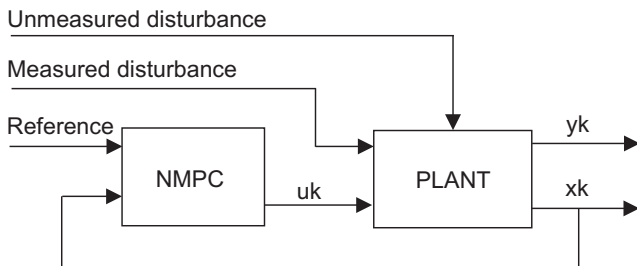 Unmeasured disturbance
Measured disturbance
Reference
NMPC
uk
PLANT
yk
xk